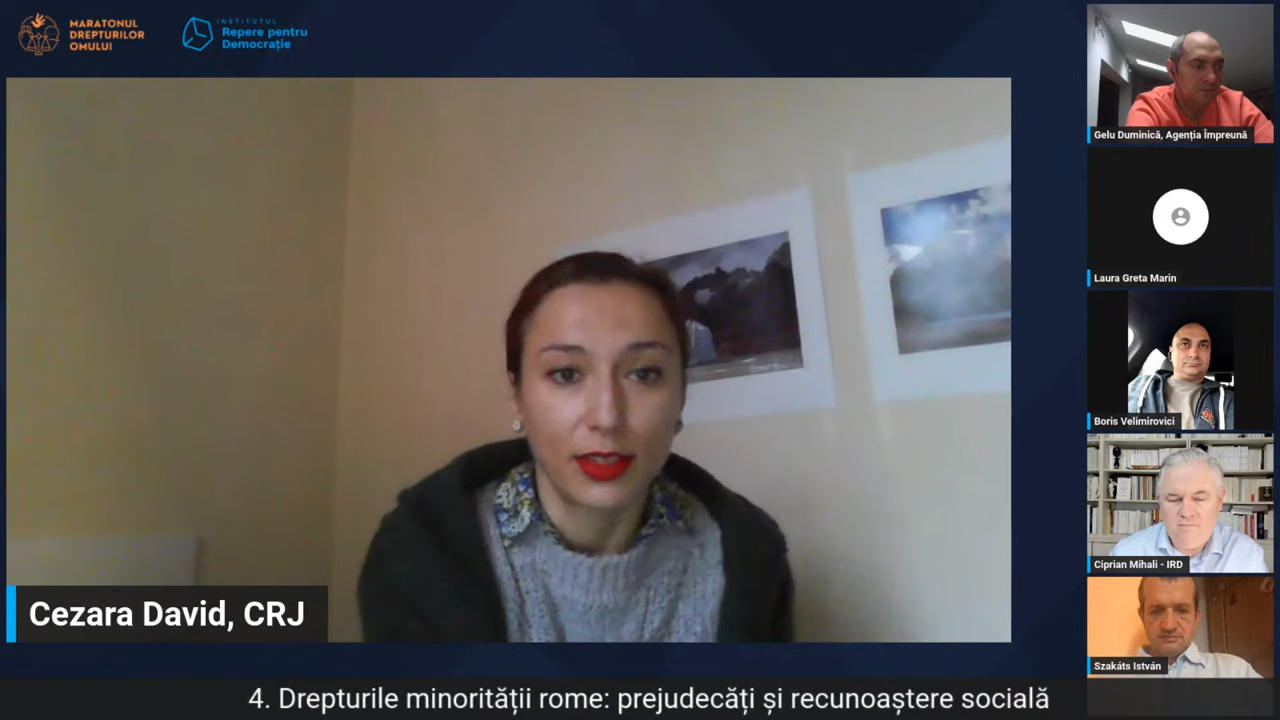 MARATONUL
DREPTURILOR
OMULUI
INSTITUTUL
Repere pentru
Democrație
Gelu Duminică, Agenția Împreună
Laura Greta Marin
Boris Velimirovici
Ciprian Mihali - IRD
Szakáts István
Cezara David, CRJ
4. Drepturile minorității rome: prejudecăți și recunoaștere socială